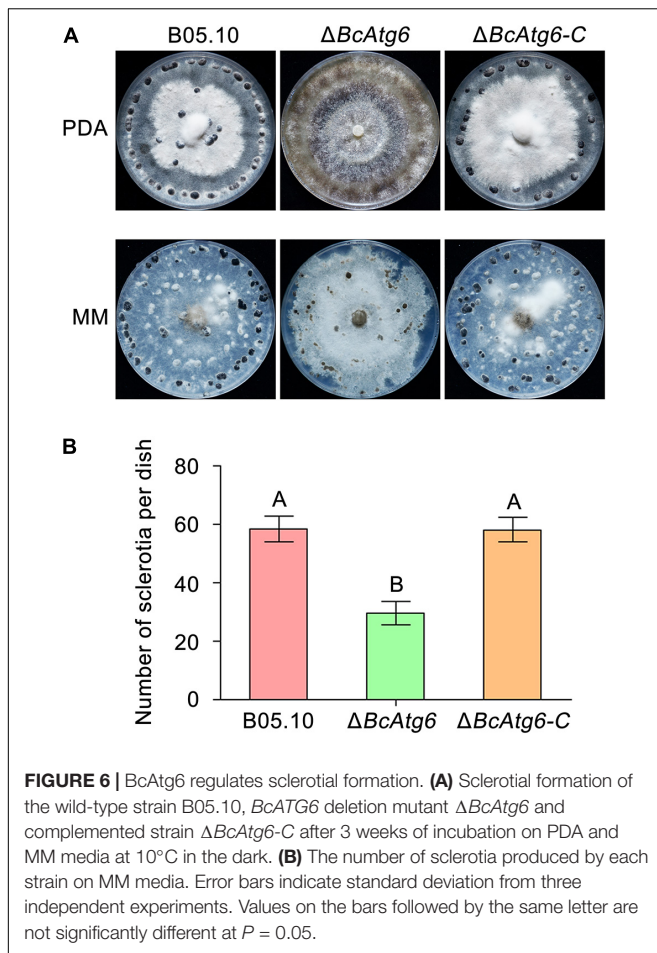 A
B05.10 ΔBcAtg6 ΔBcAtg6-C
PDA
MM
B
Number of sclerotia per dish
80
60
40
20
0
A
B
A
B05.10 ΔBcAtg6 ΔBcAtg6-C
FIGURE 6 | BcAtg6 regulates sclerotial formation. (A) Sclerotial formation of
the wild-type strain B05.10, BcATG6 deletion mutant ΔBcAtg6 and
complemented strain ΔBcAtg6-C after 3 weeks of incubation on PDA and
MM media at 10°C in the dark. (B) The number of sclerotia produced by each
strain on MM media. Error bars indicate standard deviation from three
independent experiments. Values on the bars followed by the same letter are
not significantly different at P = 0.05.